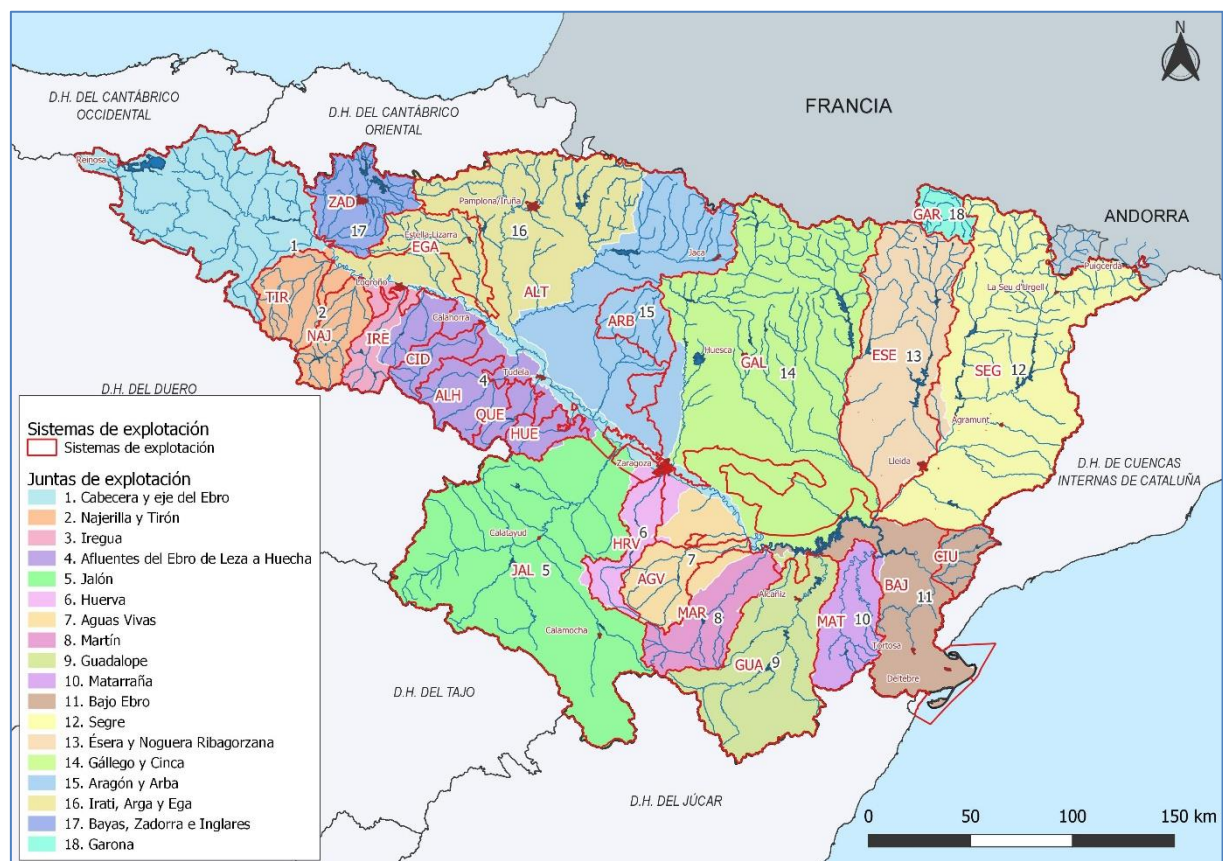 N
D.H. DEL CANTÁBRICO
OCCIDENTAL
D.H. DEL CANTÁBRICO
ORIENTAL
FRANCIA
ANDORRA
Reinosa
ZAD
17
Pamplona/Iruña
16
GAR
18
Puigcerdá
1
Estella-Lizarra
EGA
Jaca
La Seu d'Urgell
TIR
2
NAJ
Logroño
IRE
ALT
Calahorra
CID
ARB
15
Huesca
GAL
14
ESE
13
SEG
12
4
Tudela
ALH
QUE
HUE
Agramunt
D.H. DEL DUERO
Lleida
D.H. DE CUENCAS
INTERNAS DE CATALUÑA
Zaragoza
Calatayud
6
HRV
7
AGV
JAL
5
CIU
BAJ
11
Alcañiz
MAR
8
MAT
10
Calamocha
Tortosa
GUA
9
Deltebre
D.H. DEL TAJO
D.H. DEL JÚCAR
Sistemas de explotación
Sistemas de explotación
Juntas de explotación
1. Cabecera y eje del Ebro
2. Najerilla y Tirón
3. Iregua
4. Afluentes del Ebro de Leza a Huecha
5. Jalón
6. Huerva
7. Aguas Vivas
8. Martín
9. Guadalope
10. Matarraña
11. Bajo Ebro
12. Segre
13. Ésera y Noguera Ribagorzana
14. Gállego y Cinca
15. Aragón y Arba
16. Irati, Arga y Ega
17. Bayas, Zadorra e Inglares
18. Garona
0 50 100 150 km